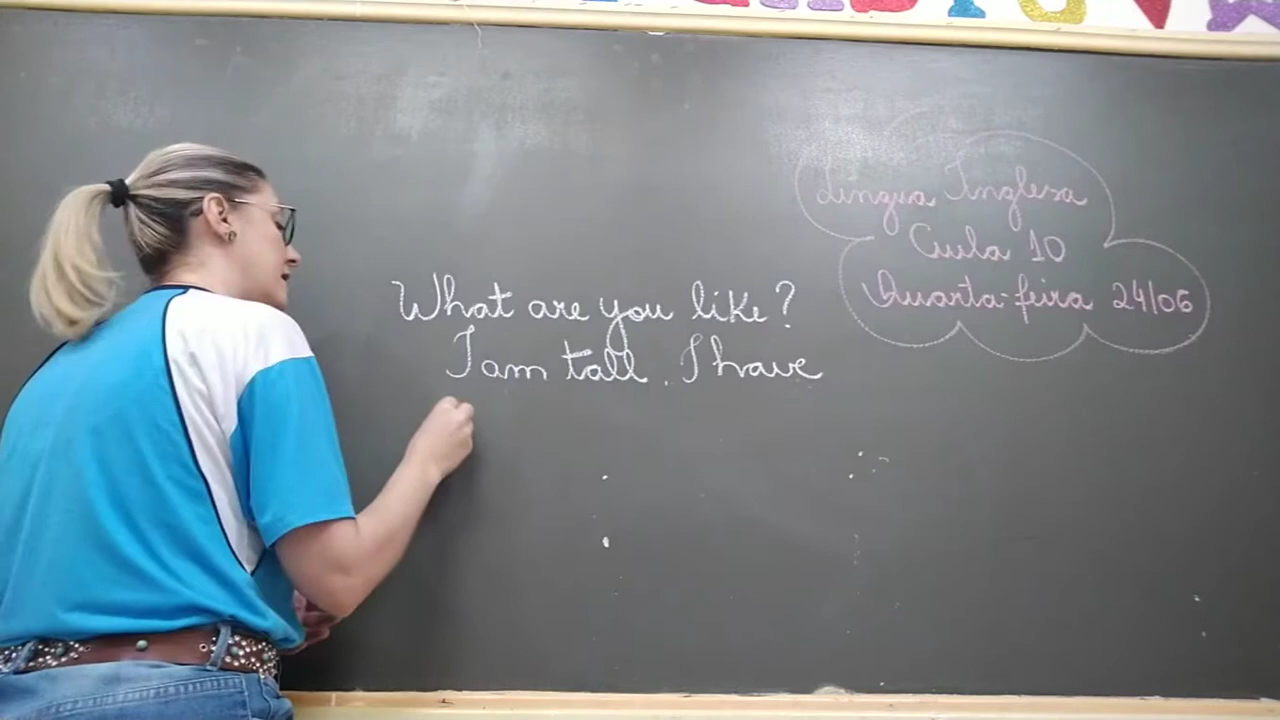 What are you like?
I am tall. I have
Língua Inglesa
Aula 10
Quarta-feira 24/06